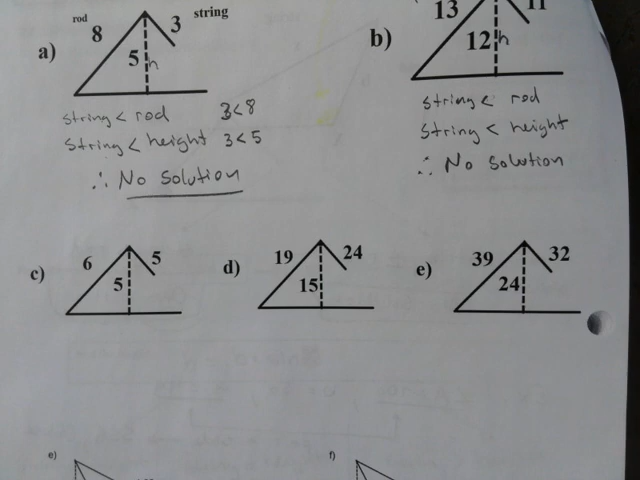 rod 8 3 string
a) 5 h
string < rod 3<8
string < height 3<5
∴ No solution
13 11
b) 12 h
string < rod
string < height
∴ No solution
c) 6 5 5
d) 19 24 15
e) 39 32 24
e) f)